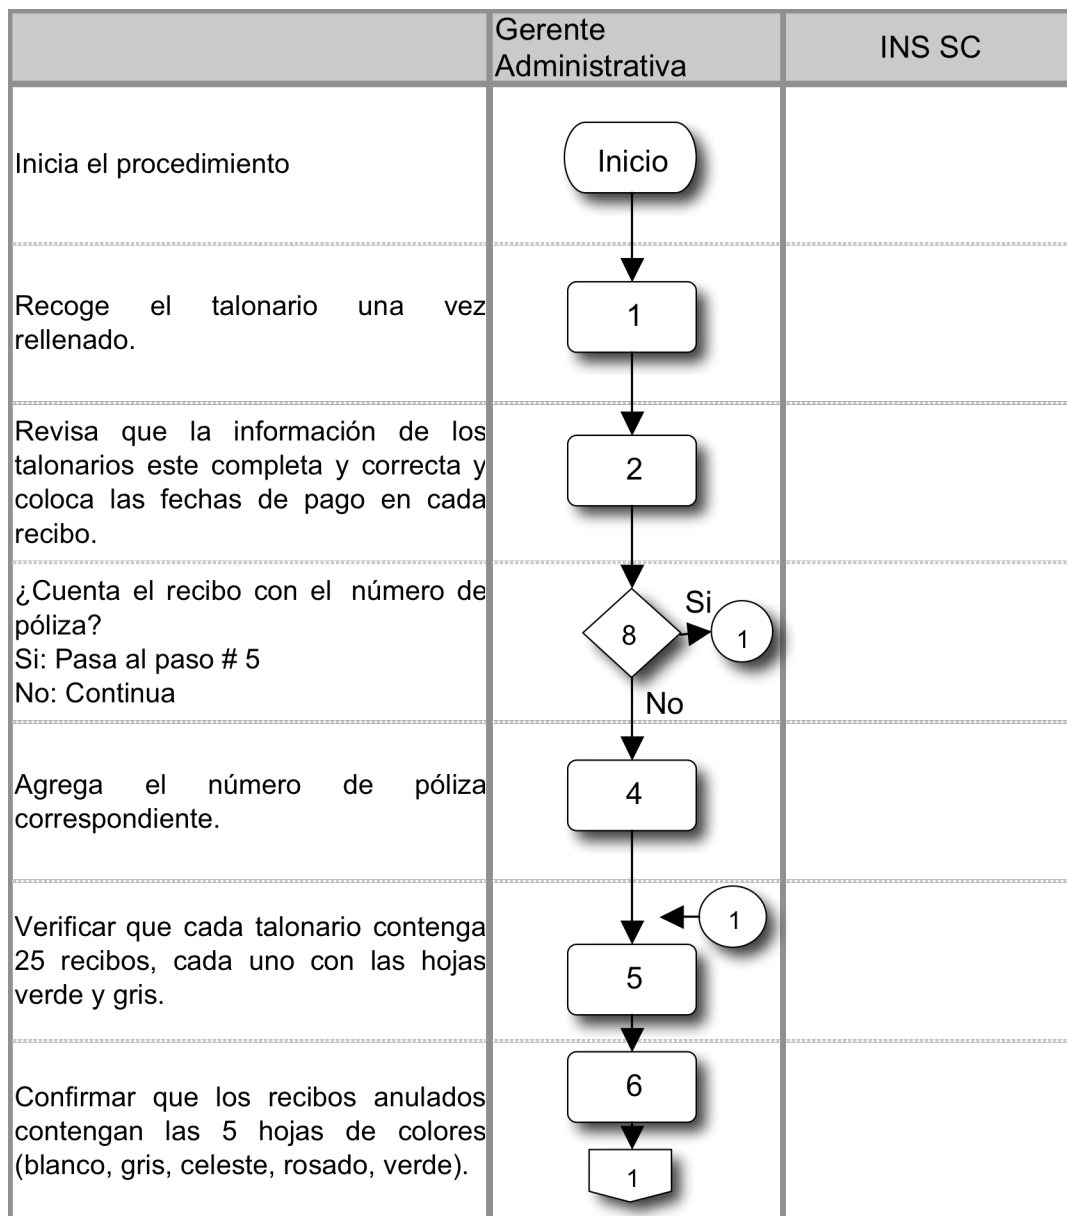 Gerente
Administrativa
INS SC
Inicia el procedimiento
Inicio
Recoge el talonario una vez
rellenado.
1
Revisa que la información de los
talonarios este completa y correcta y
coloca las fechas de pago en cada
recibo.
2
¿Cuenta el recibo con el número de
póliza?
Si: Pasa al paso # 5
No: Continua
8
Si
1
No
Agrega el número de póliza
correspondiente.
4
Verificar que cada talonario contenga
25 recibos, cada uno con las hojas
verde y gris.
1
5
Confirmar que los recibos anulados
contengan las 5 hojas de colores
(blanco, gris, celeste, rosado, verde).
6
1